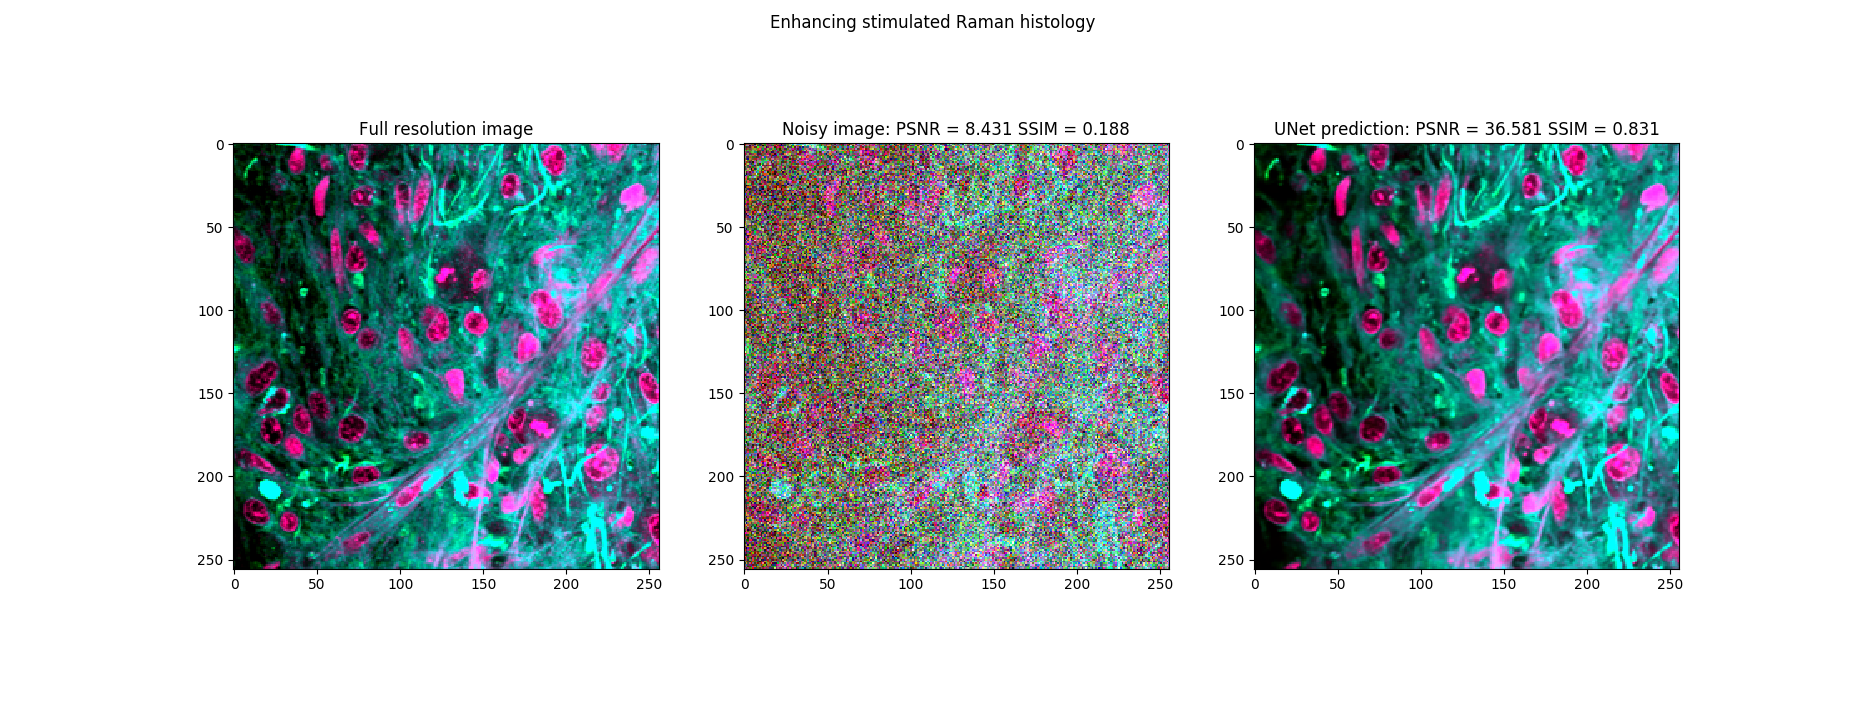 Enhancing stimulated Raman histology
Full resolution image
0
50
100
150
200
250
0 50 100 150 200 250
Noisy image: PSNR = 8.431 SSIM = 0.188
0
50
100
150
200
250
0 50 100 150 200 250
UNet prediction: PSNR = 36.581 SSIM = 0.831
0
50
100
150
200
250
0 50 100 150 200 250